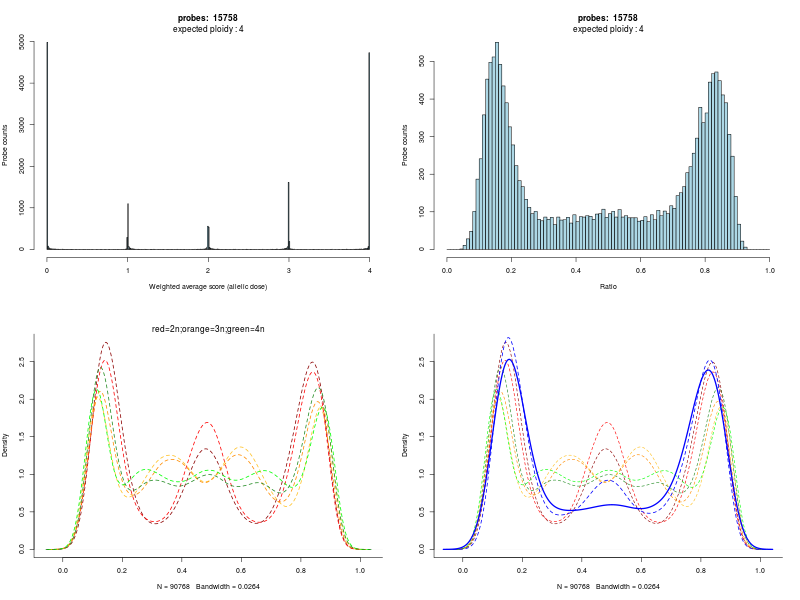 probes: 15758
expected ploidy : 4
5000
4000
3000
2000
1000
0
Probe counts
0 1 2 3 4
Weighted average score (allelic dose)
probes: 15758
expected ploidy : 4
500
400
300
200
100
0
Probe counts
0.0 0.2 0.4 0.6 0.8 1.0
Ratio
red=2n;orange=3n;green=4n
2.5
2.0
1.5
1.0
0.5
0.0
Density
0.0 0.2 0.4 0.6 0.8 1.0
N = 90768 Bandwidth = 0.0264
2.5
2.0
1.5
1.0
0.5
0.0
Density
0.0 0.2 0.4 0.6 0.8 1.0
N = 90768 Bandwidth = 0.0264